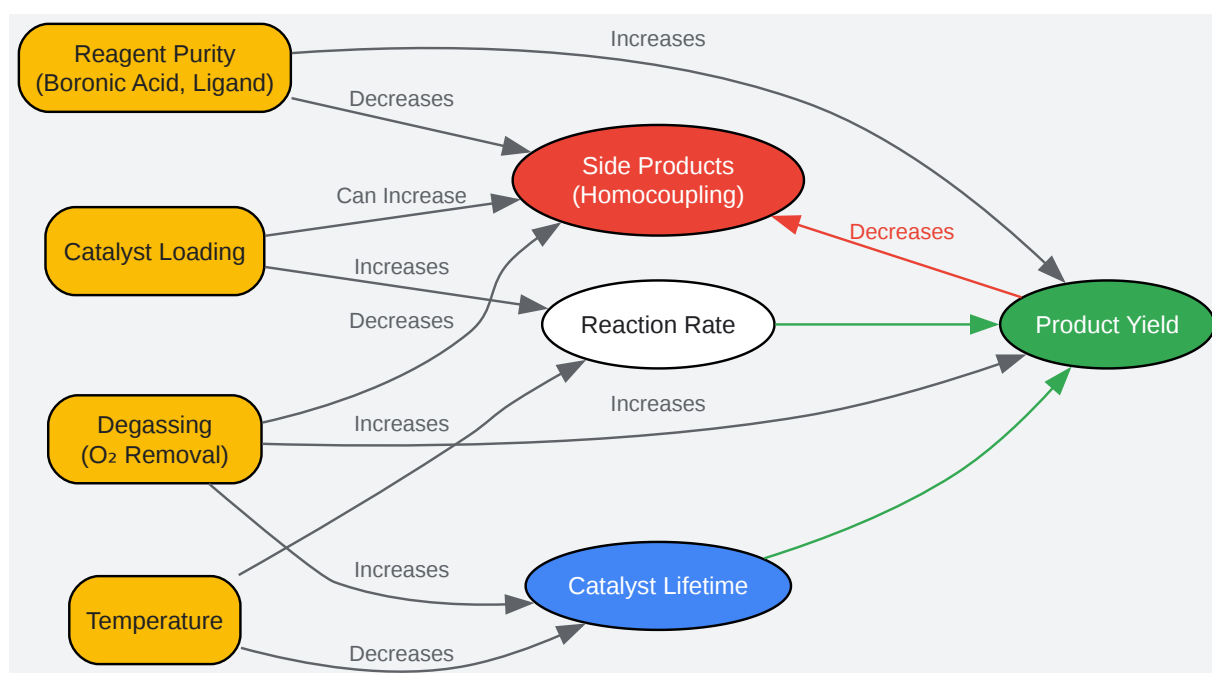 Increases
Reagent Purity
(Boronic Acid, Ligand)
Decreases
Side Products
(Homocoupling)
Can Increase
Decreases
Catalyst Loading
Increases
Decreases
Reaction Rate
Product Yield
Increases
Degassing
(O₂ Removal)
Increases
Increases
Catalyst Lifetime
Temperature
Decreases